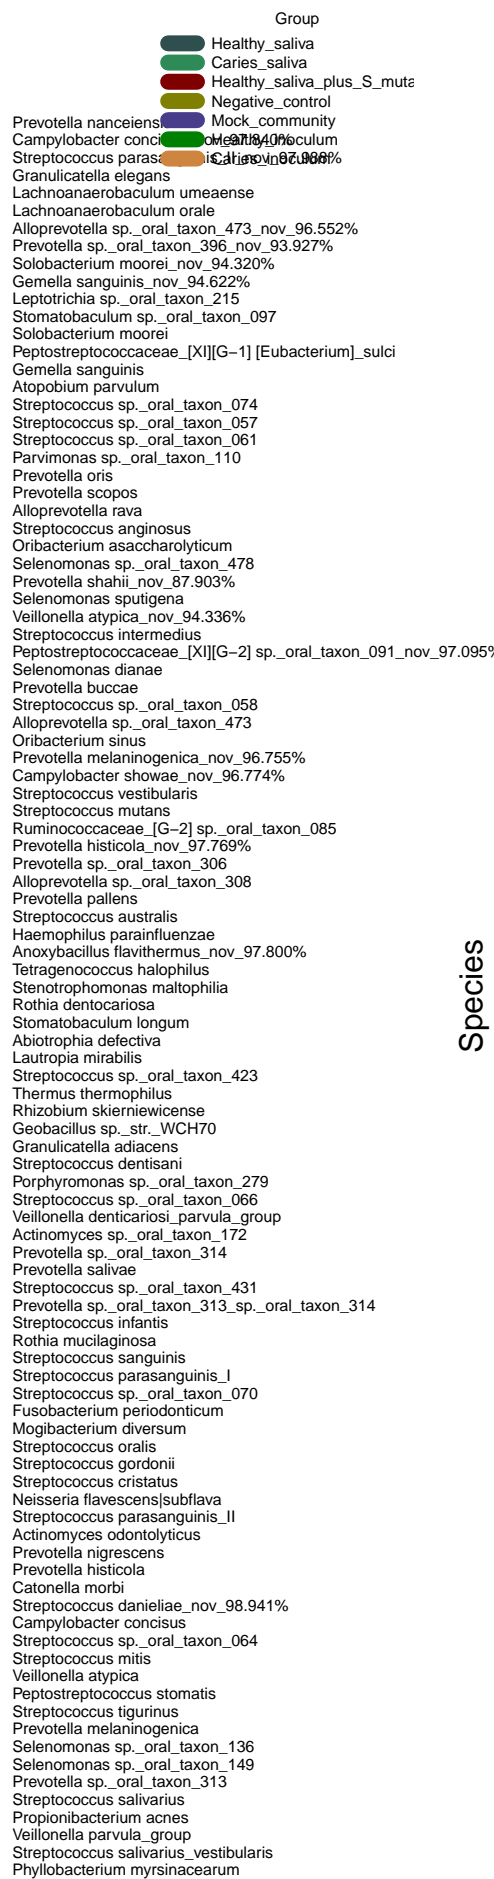 Group
Healthy_saliva
Caries_saliva
Healthy_saliva_plus_S_muta
Negative_control
Mock_community
Healthy_inoculum
Caries_inoculum
Prevotella nanceiens
Campylobacter conci ov_97.840%
Streptococcus paras is_II_nov_97.988%
Granulicatella elegans
Lachnoanaerobaculum umeaense
Lachnoanaerobaculum orale
Alloprevotella sp._oral_taxon_473_nov_96.552%
Prevotella sp._oral_taxon_396_nov_93.927%
Solobacterium moorei_nov_94.320%
Gemella sanguinis_nov_94.622%
Leptotrichia sp._oral_taxon_215
Stomatobaculum sp._oral_taxon_097
Solobacterium moorei
Peptostreptococcaceae_[XI][G−1] [Eubacterium]_sulci
Gemella sanguinis
Atopobium parvulum
Streptococcus sp._oral_taxon_074
Streptococcus sp._oral_taxon_057
Streptococcus sp._oral_taxon_061
Parvimonas sp._oral_taxon_110
Prevotella oris
Prevotella scopos
Alloprevotella rava
Streptococcus anginosus
Oribacterium asaccharolyticum
Selenomonas sp._oral_taxon_478
Prevotella shahii_nov_87.903%
Selenomonas sputigena
Veillonella atypica_nov_94.336%
Streptococcus intermedius
Peptostreptococcaceae_[XI][G−2] sp._oral_taxon_091_nov_97.095%
Selenomonas dianae
Prevotella buccae
Streptococcus sp._oral_taxon_058
Alloprevotella sp._oral_taxon_473
Oribacterium sinus
Prevotella melaninogenica_nov_96.755%
Campylobacter showae_nov_96.774%
Streptococcus vestibularis
Streptococcus mutans
Ruminococcaceae_[G−2] sp._oral_taxon_085
Prevotella histicola_nov_97.769%
Prevotella sp._oral_taxon_306
Alloprevotella sp._oral_taxon_308
Prevotella pallens
Streptococcus australis
Haemophilus parainfluenzae
Anoxybacillus flavithermus_nov_97.800%
Tetragenococcus halophilus
Stenotrophomonas maltophilia
Rothia dentocariosa
Stomatobaculum longum
Abiotrophia defectiva
Lautropia mirabilis
Streptococcus sp._oral_taxon_423
Thermus thermophilus
Rhizobium skierniewicense
Geobacillus sp._str._WCH70
Granulicatella adiacens
Streptococcus dentisani
Porphyromonas sp._oral_taxon_279
Streptococcus sp._oral_taxon_066
Veillonella denticariosi_parvula_group
Actinomyces sp._oral_taxon_172
Prevotella sp._oral_taxon_314
Prevotella salivae
Streptococcus sp._oral_taxon_431
Prevotella sp._oral_taxon_313_sp._oral_taxon_314
Streptococcus infantis
Rothia mucilaginosa
Streptococcus sanguinis
Streptococcus parasanguinis_I
Streptococcus sp._oral_taxon_070
Fusobacterium periodonticum
Mogibacterium diversum
Streptococcus oralis
Streptococcus gordonii
Streptococcus cristatus
Neisseria flavescens|subflava
Streptococcus parasanguinis_II
Actinomyces odontolyticus
Prevotella nigrescens
Prevotella histicola
Catonella morbi
Streptococcus danieliae_nov_98.941%
Campylobacter concisus
Streptococcus sp._oral_taxon_064
Streptococcus mitis
Veillonella atypica
Peptostreptococcus stomatis
Streptococcus tigurinus
Prevotella melaninogenica
Selenomonas sp._oral_taxon_136
Selenomonas sp._oral_taxon_149
Prevotella sp._oral_taxon_313
Streptococcus salivarius
Propionibacterium acnes
Veillonella parvula_group
Streptococcus salivarius_vestibularis
Phyllobacterium myrsinacearum
Species